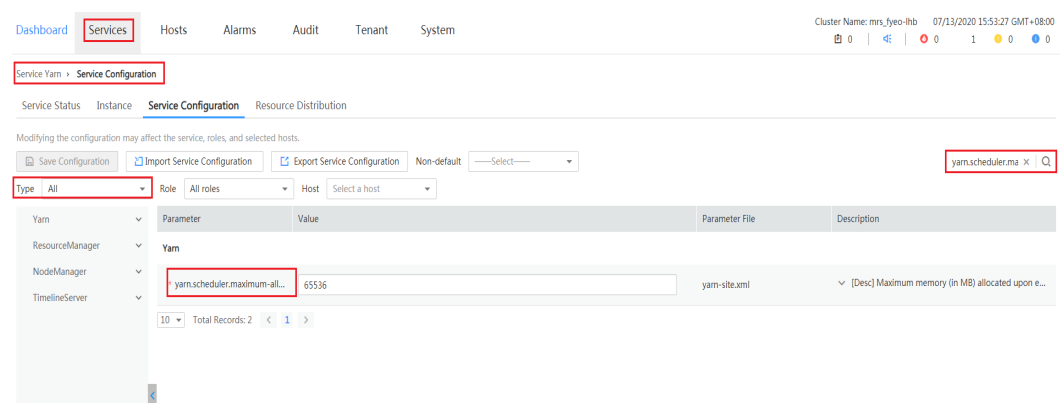 Cluster Name: mrs_fyeo-lhb 07/13/2020 15:53:27 GMT+08:00
Dashboard Services Hosts Alarms Audit Tenant System
0 0 1 0 0
Service Yarn › Service Configuration
Service Status Instance Service Configuration Resource Distribution
Modifying the configuration may affect the service, roles, and selected hosts.
Save Configuration Import Service Configuration Export Service Configuration Non-default ——Select—— yarn.scheduler.ma ×
Type All Role All roles Host Select a host
Yarn
ResourceManager
NodeManager
TimelineServer
Parameter Value Parameter File Description
Yarn
* yarn.scheduler.maximum-all... 65536 yarn-site.xml [Desc] Maximum memory (in MB) allocated upon e...
10 Total Records: 2 < 1 >